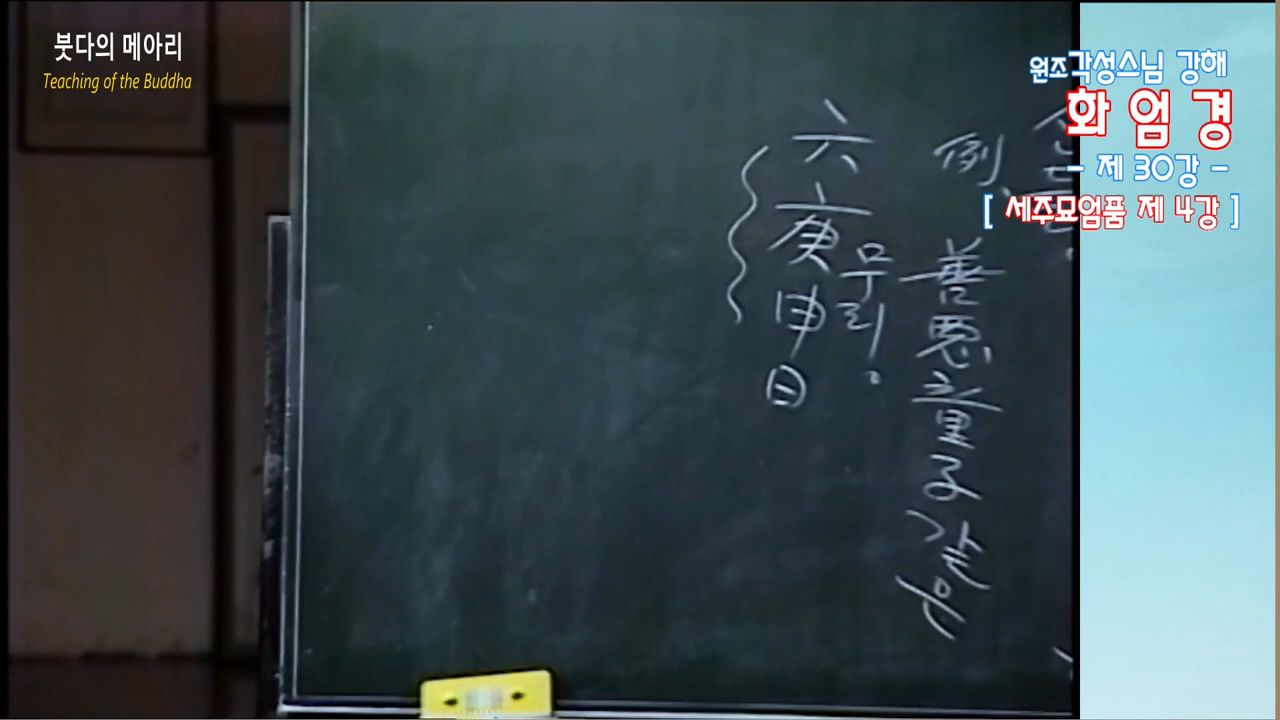 붓다의 메아리
Teaching of the Buddha
원조각성스님 강해
화엄경
- 제 30강 -
[ 세주묘엄품 제 4강 ]
例、善惡童子같은
무리。
六庚申日